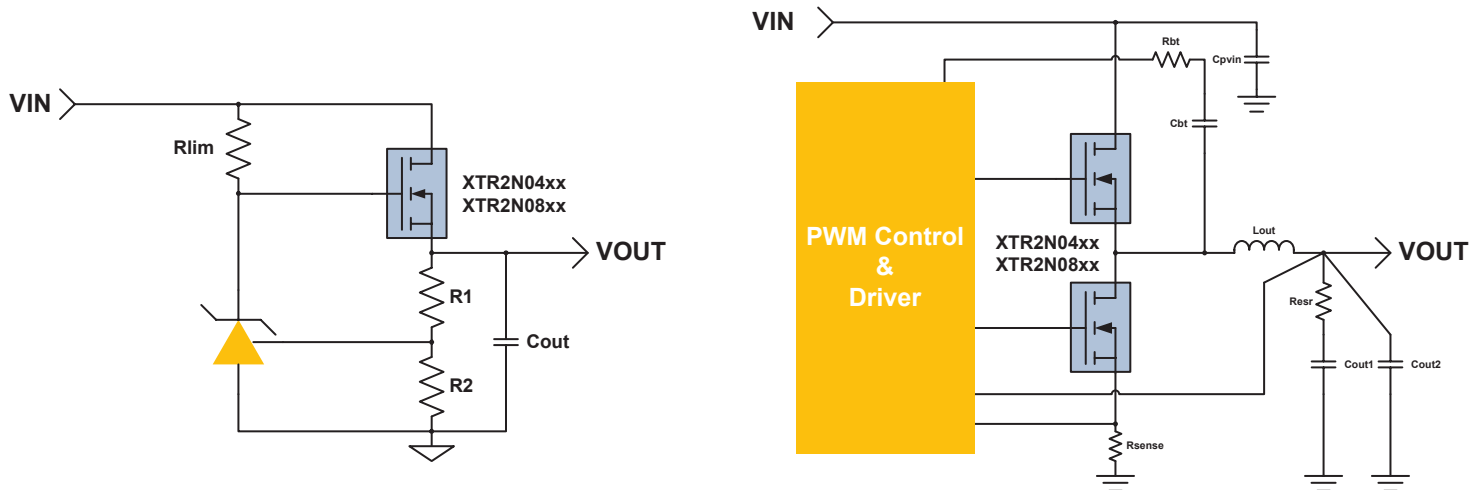 VIN
Rlim
XTR2N04xx
XTR2N08xx
VOUT
R1
Cout
R2
VIN
Rbt
Cpvin
Cbt
PWM Control
&
Driver
XTR2N04xx
XTR2N08xx
Lout
VOUT
Resr
Cout1
Cout2
Rsense